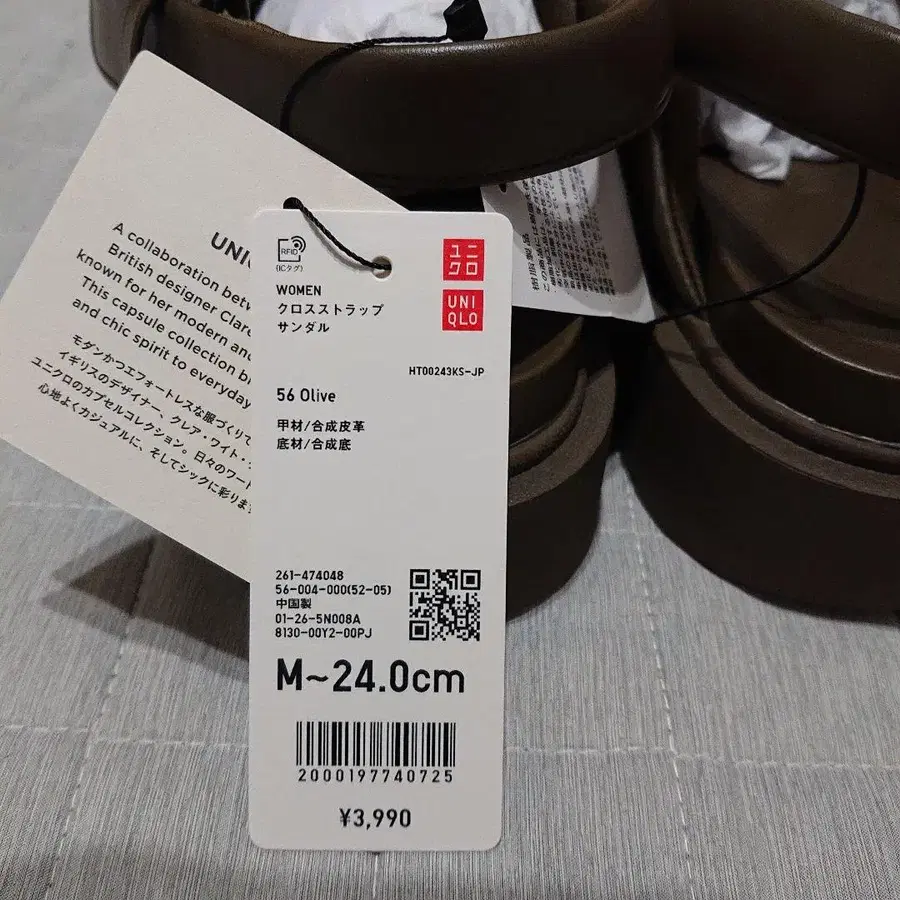 UNI
A collaboration betw
British designer Clare
known for her modern and
This capsule collection b
and chic spirit to everyday
モダンかつエフォートレスな服づくりで
イギリスのデザイナー、クレア・ワイト・
ユニクロのカプセルコレクション。日々のワード
心地よくカジュアルに、そしてシックに彩りま
RFID
(ICタグ)
ユニ
クロ
UNI
QLO
WOMEN
クロスストラップ
サンダル
HT00243KS-JP
56 Olive
甲材/合成皮革
底材/合成底
261-474048
56-004-000(52-05)
中国製
01-26-5N008A
8130-00Y2-00PJ
M~24.0cm
2000197740725
¥3,990